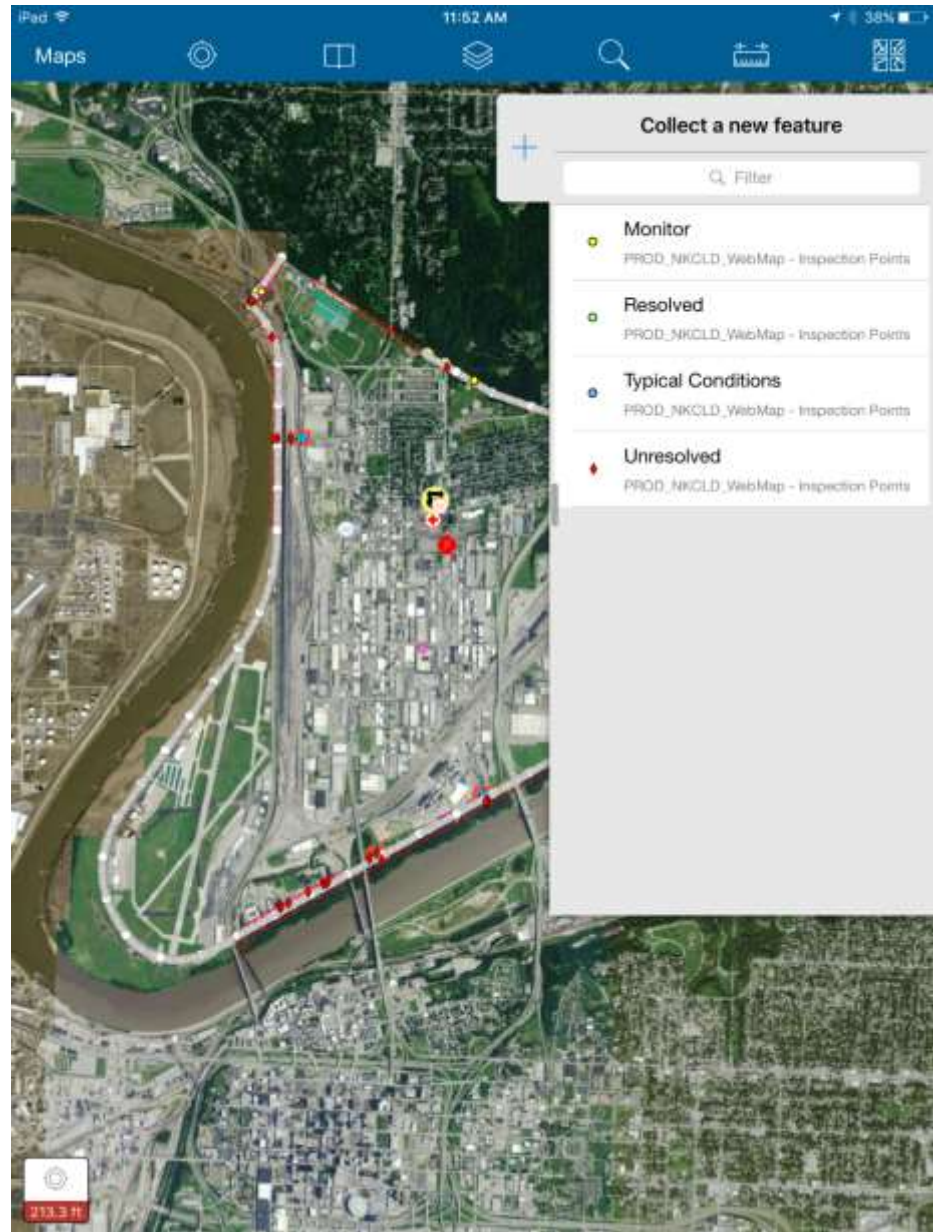 iPad
11:52 AM
38%
Maps
Collect a new feature
Filter
Monitor
PROD_NKCLD_WebMap - Inspection Points
Resolved
PROD_NKCLD_WebMap - Inspection Points
Typical Conditions
PROD_NKCLD_WebMap - Inspection Points
Unresolved
PROD_NKCLD_WebMap - Inspection Points
213.3 ft